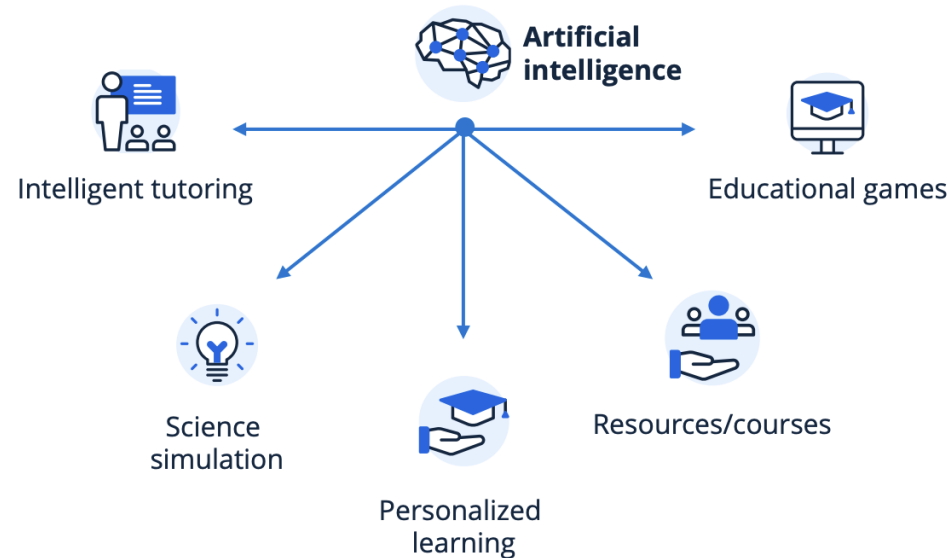 Artificial
intelligence
Intelligent tutoring
Educational games
Science
simulation
Resources/courses
Personalized
learning